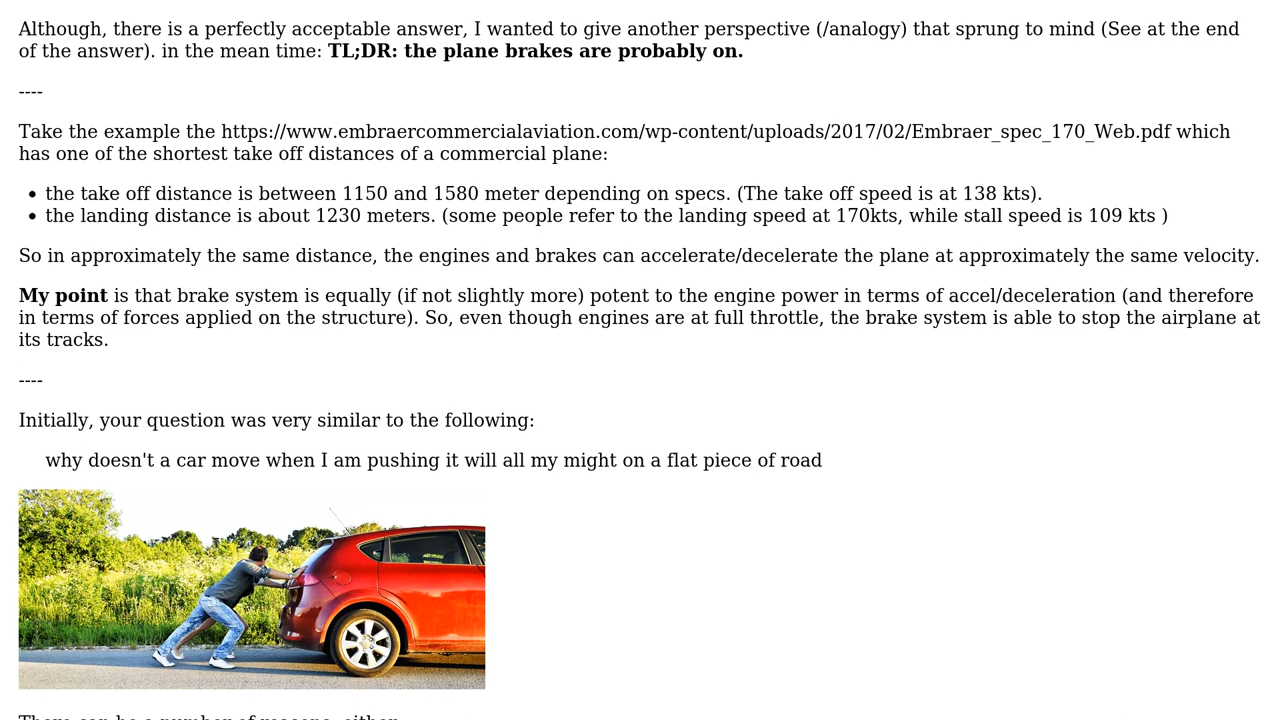 Although, there is a perfectly acceptable answer, I wanted to give another perspective (/analogy) that sprung to mind (See at the end
of the answer). in the mean time: TL;DR: the plane brakes are probably on.
----
Take the example the https://www.embraercommercialaviation.com/wp-content/uploads/2017/02/Embraer_spec_170_Web.pdf which
has one of the shortest take off distances of a commercial plane:
• the take off distance is between 1150 and 1580 meter depending on specs. (The take off speed is at 138 kts).
• the landing distance is about 1230 meters. (some people refer to the landing speed at 170kts, while stall speed is 109 kts )
So in approximately the same distance, the engines and brakes can accelerate/decelerate the plane at approximately the same velocity.
My point is that brake system is equally (if not slightly more) potent to the engine power in terms of accel/deceleration (and therefore
in terms of forces applied on the structure). So, even though engines are at full throttle, the brake system is able to stop the airplane at
its tracks.
----
Initially, your question was very similar to the following:
why doesn't a car move when I am pushing it will all my might on a flat piece of road
There can be a number of reasons, either